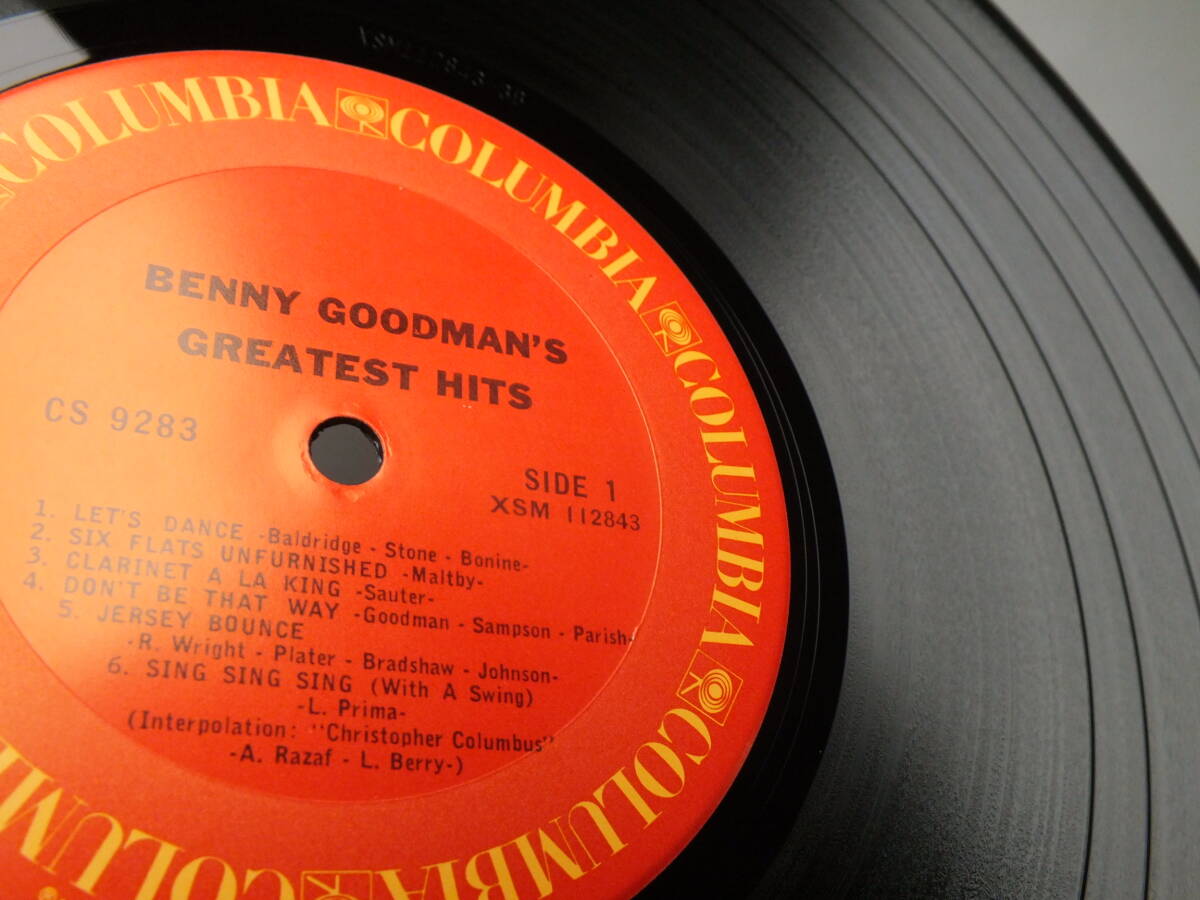 XSM112843-3B
COLUMBIA COLUMBIA COLUMBIA COLUMBIA COLUMBIA COLUMBIA
BENNY GOODMAN'S
GREATEST HITS
CS 9283
SIDE 1
XSM 112843
1. LET'S DANCE -Baldridge - Stone - Bonine-
2. SIX FLATS UNFURNISHED -Maltby-
3. CLARINET A LA KING -Sauter-
4. DON'T BE THAT WAY -Goodman - Sampson - Parish-
5. JERSEY BOUNCE
-R. Wright - Plater - Bradshaw - Johnson-
6. SING SING SING (With A Swing)
-L. Prima-
(Interpolation: "Christopher Columbus"
-A. Razaf - L. Berry-)